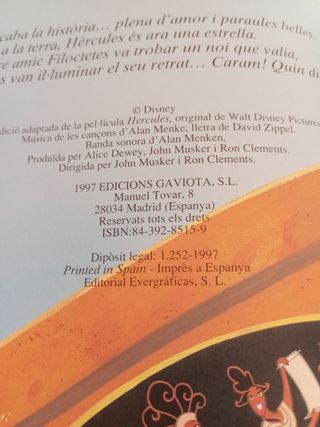 caba la història... plena d'amor i paraules belles.
a la terra, Hèrcules és ara una estrella.
re amic Filoctetes va trobar un noi que valia,
s van il·luminar el seu retrat... Caram! Quin di
© Disney
dició adaptada de la pel·lícula Hercules, original de Walt Disney Pictures
Música de les cançons d'Alan Menke, lletra de David Zippel.
Banda sonora d'Alan Menken.
Produïda per Alice Dewey, John Musker i Ron Clements.
Dirigida per John Musker i Ron Clements.
1997 EDICIONS GAVIOTA, S.L.
Manuel Tovar, 8
28034 Madrid (Espanya)
Reservats tots els drets
ISBN:84-392-8515-9
Dipòsit legal: 1.252-1997
Printed in Spain - Imprès a Espanya
Editorial Evergráficas, S. L.